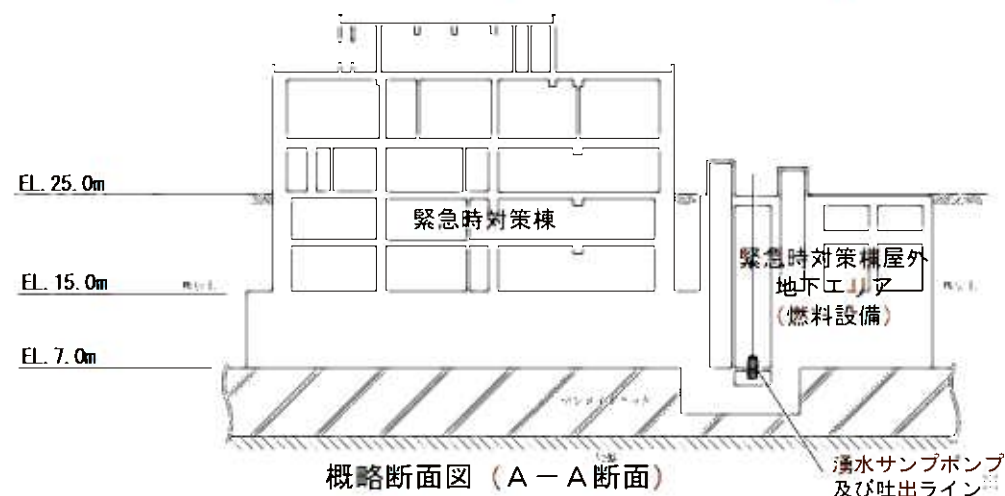 EL. 25.0m
緊急時対策棟
緊急時対策棟屋外
地下エリア
(燃料設備)
EL. 15.0m
EL. 7.0m
概略断面図 (A-A断面)
湧水サンプポンプ
及び吐出ライン